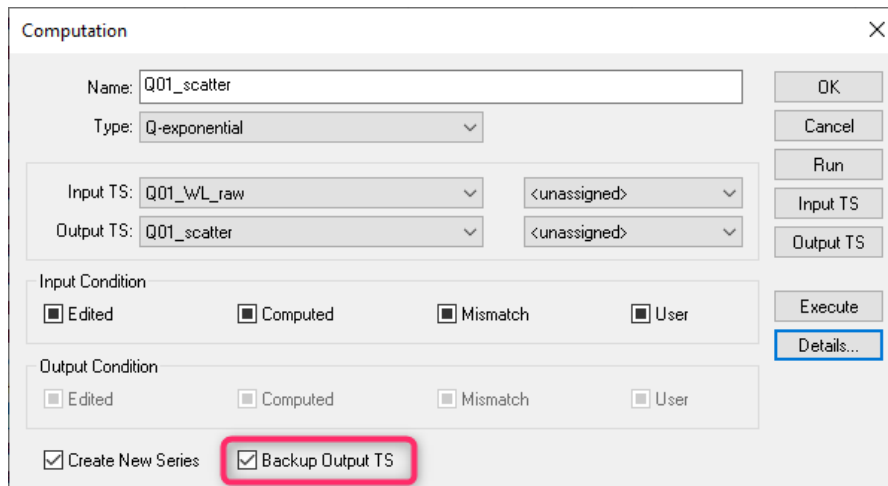 Computation
Name: Q01_scatter
OK
Type: Q-exponential
Cancel
Run
Input TS: Q01_WL_raw <unassigned>
Input TS
Output TS: Q01_scatter <unassigned>
Output TS
Input Condition
Edited Computed Mismatch User
Execute
Details...
Output Condition
Edited Computed Mismatch User
Create New Series Backup Output TS